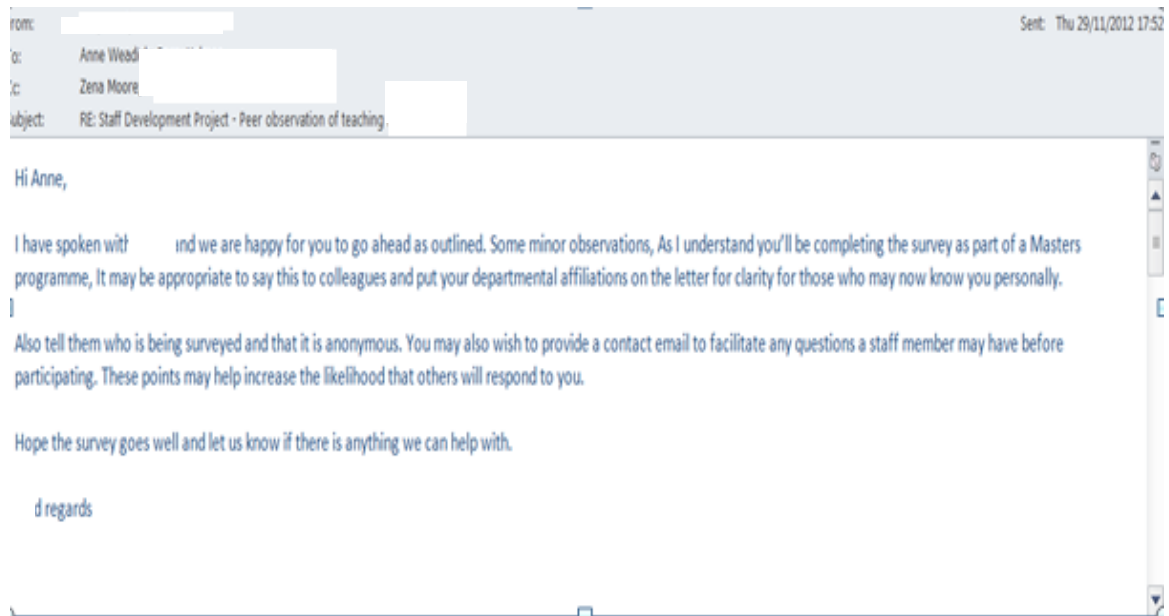 rom:
Sent: Thu 29/11/2012 17:52
o: Anne Weadi
c: Zena Moore
ubject: RE: Staff Development Project - Peer observation of teaching
Hi Anne,
I have spoken with and we are happy for you to go ahead as outlined. Some minor observations, As I understand you'll be completing the survey as part of a Masters
programme, It may be appropriate to say this to colleagues and put your departmental affiliations on the letter for clarity for those who may now know you personally.
Also tell them who is being surveyed and that it is anonymous. You may also wish to provide a contact email to facilitate any questions a staff member may have before
participating. These points may help increase the likelihood that others will respond to you.
Hope the survey goes well and let us know if there is anything we can help with.
d regards